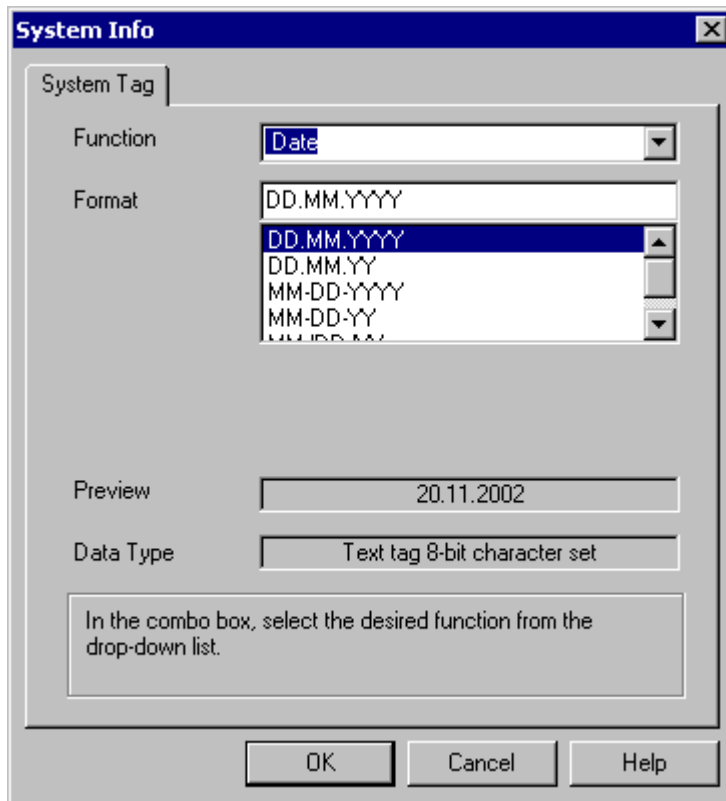 System Info
System Tag
Function
Date
Format
DD.MM.YYYY
DD.MM.YYYY
DD.MM.YY
MM-DD-YYYY
MM-DD-YY
Preview
20.11.2002
Data Type
Text tag 8-bit character set
In the combo box, select the desired function from the
drop-down list.
OK
Cancel
Help